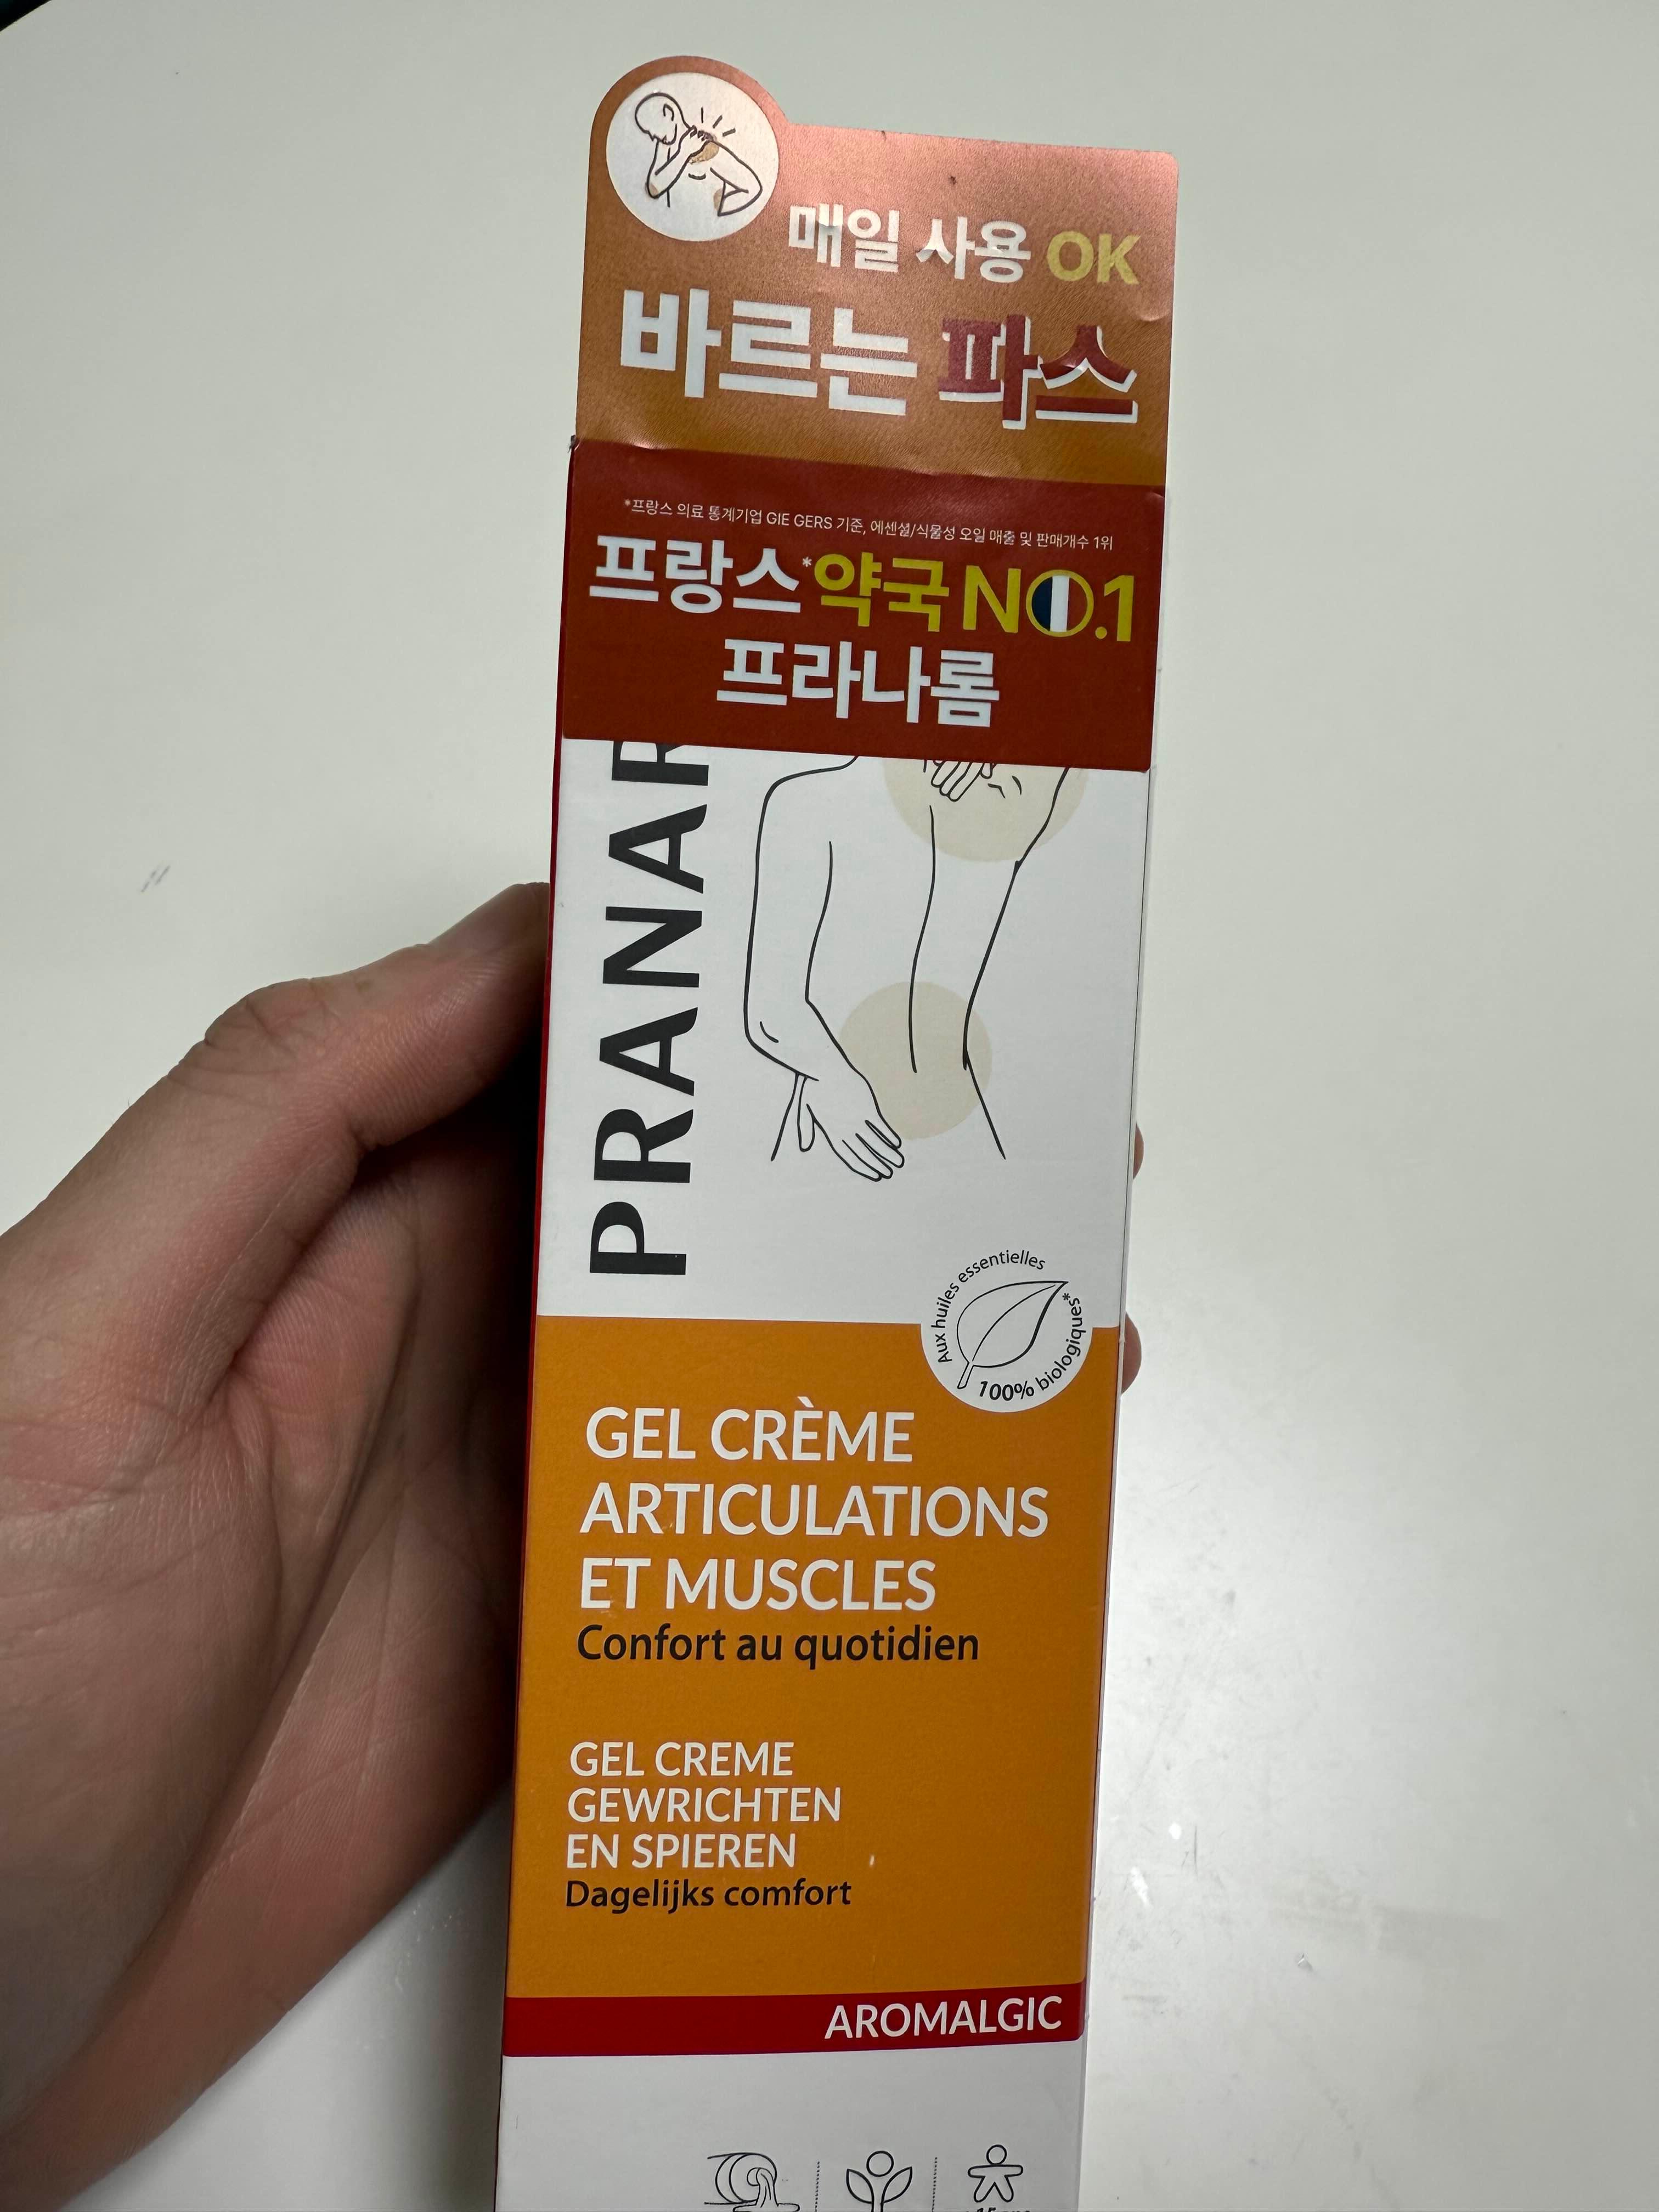 매일 사용 OK
바르는 파스
*프랑스 의료 통계기업 GIE GERS 기준, 에센셜/식물성 오일 매출 및 판매개수 1위
프랑스*약국 NO.1
프라나롬
PRANAR
Aux huiles essentielles
100% biologiques*
GEL CRÈME
ARTICULATIONS
ET MUSCLES
Confort au quotidien
GEL CREME
GEWRICHTEN
EN SPIEREN
Dagelijks comfort
AROMALGIC